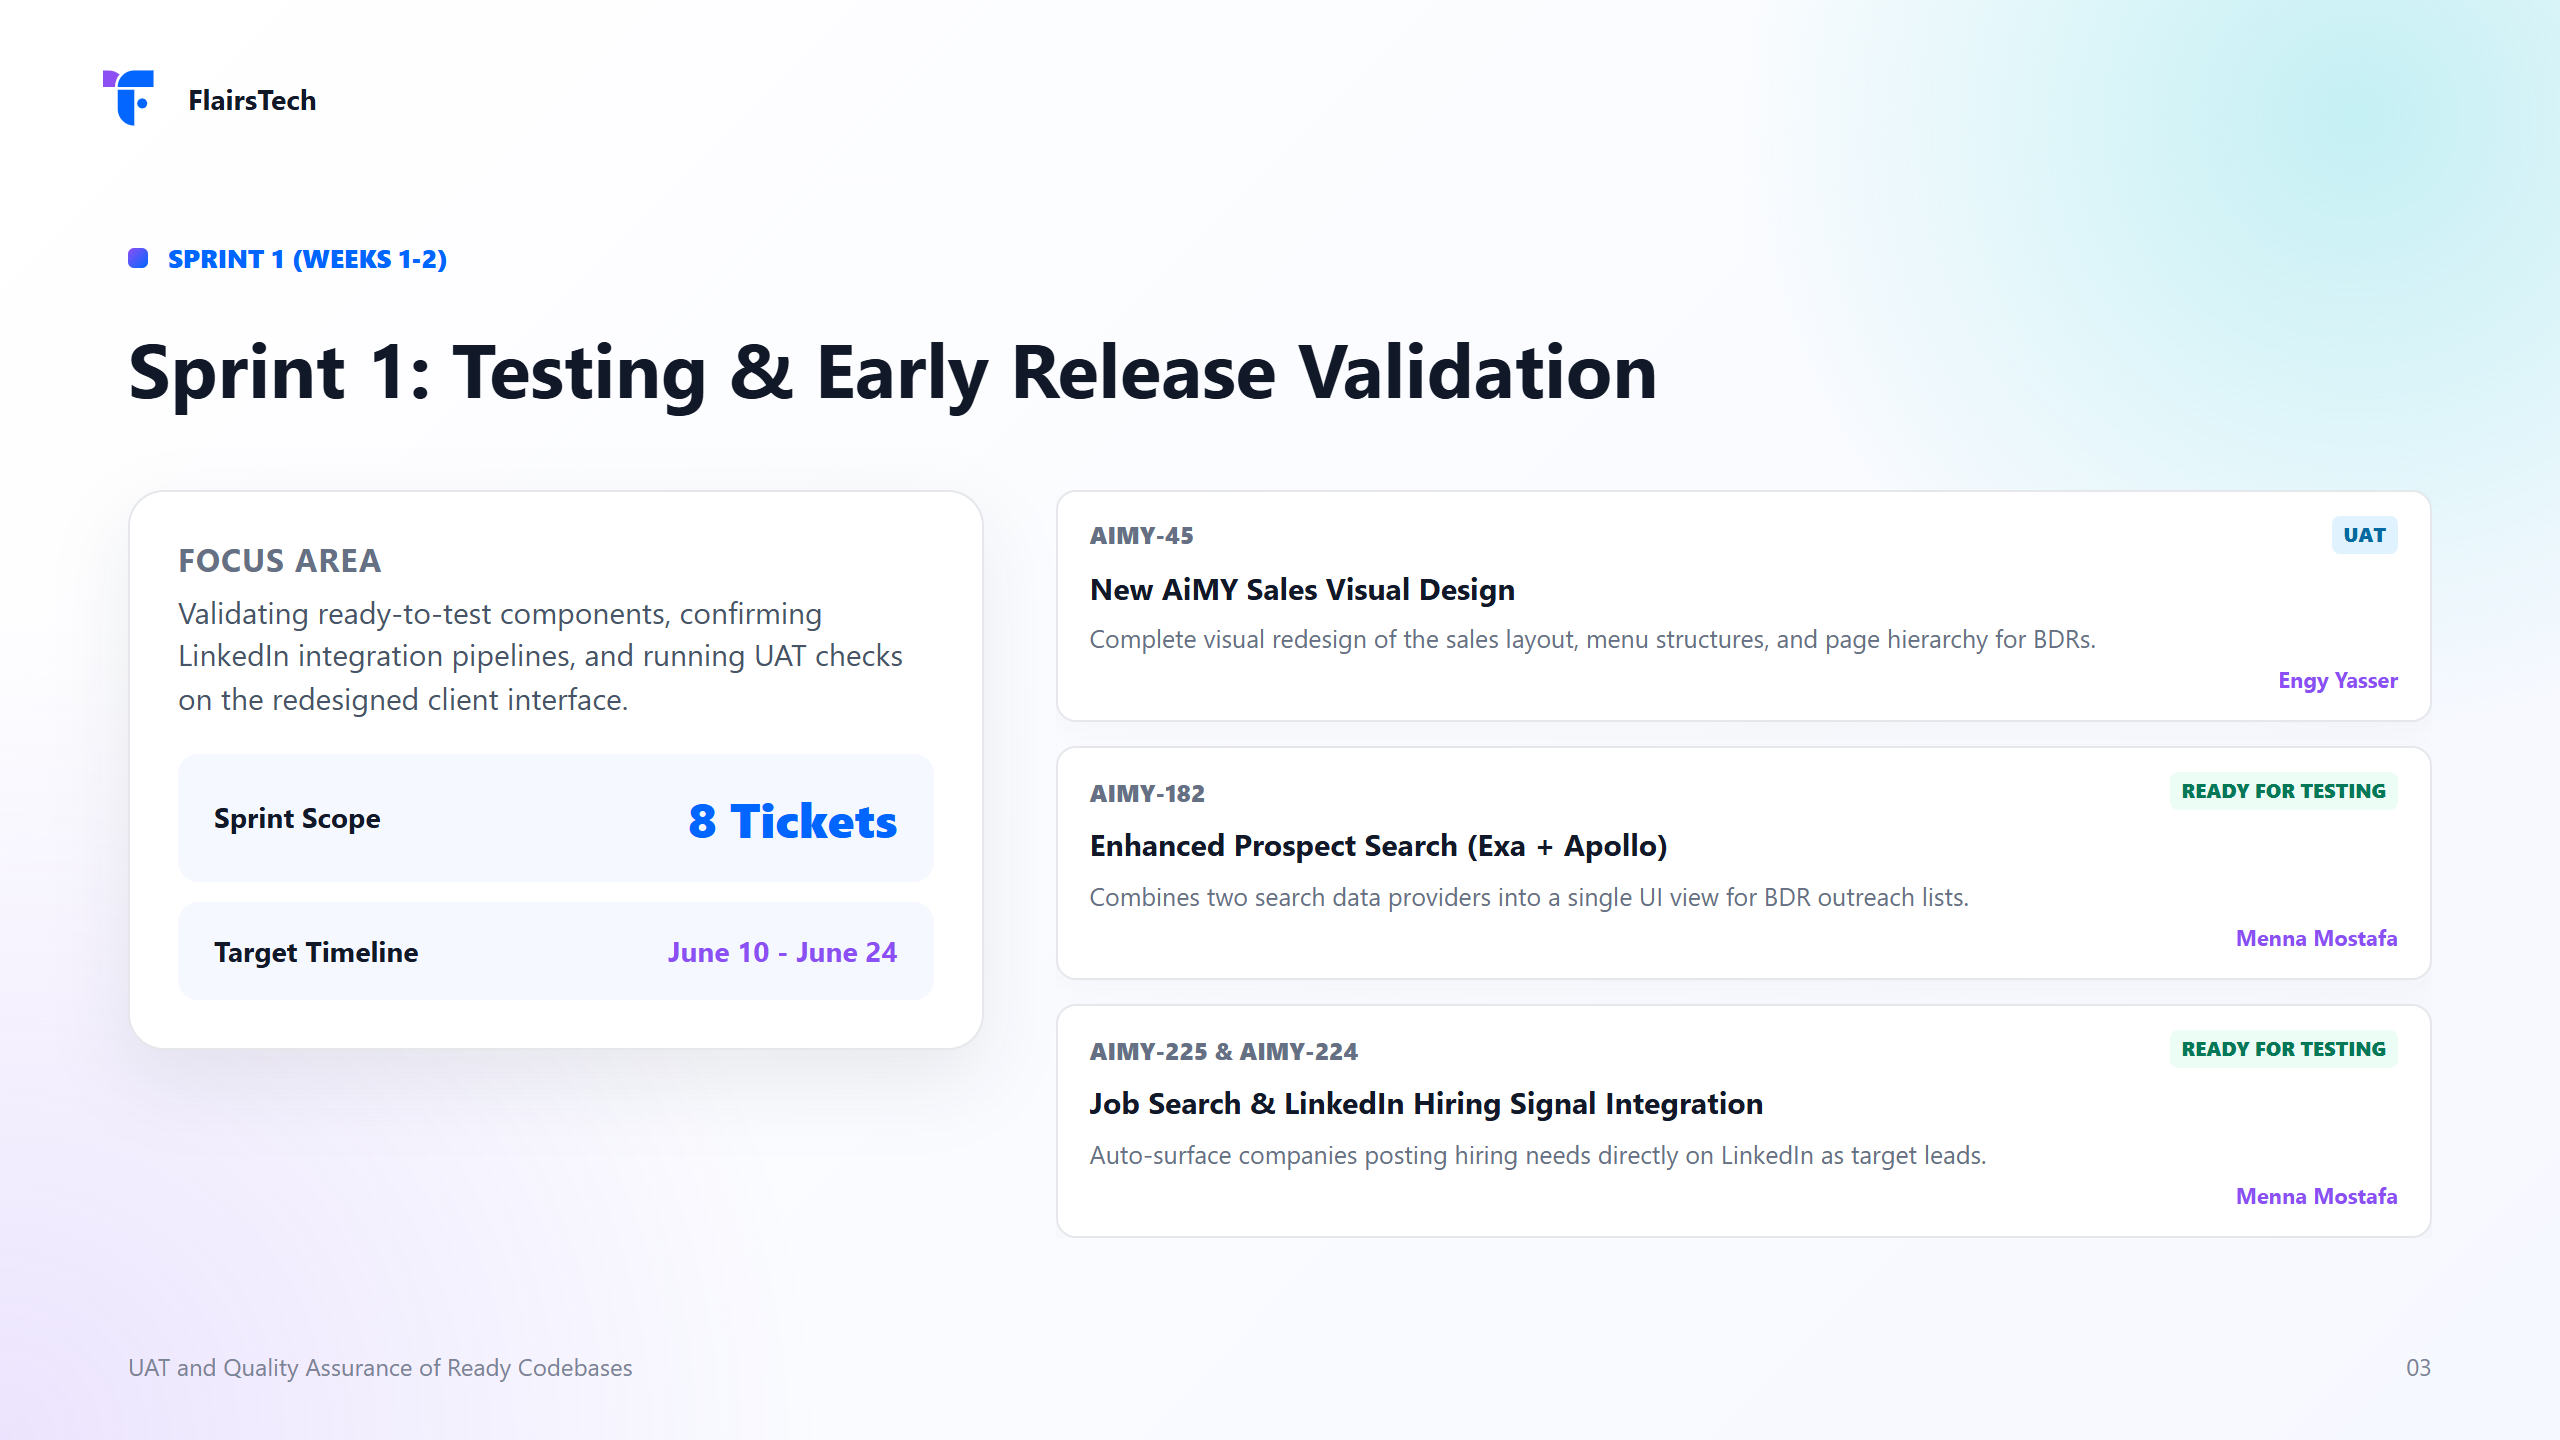 FlairsTech
SPRINT 1 (WEEKS 1-2)
Sprint 1: Testing & Early Release Validation
FOCUS AREA
Validating ready-to-test components, confirming
LinkedIn integration pipelines, and running UAT checks
on the redesigned client interface.
Sprint Scope
8 Tickets
Target Timeline
June 10 - June 24
AIMY-45
UAT
New AiMY Sales Visual Design
Complete visual redesign of the sales layout, menu structures, and page hierarchy for BDRs.
Engy Yasser
AIMY-182
READY FOR TESTING
Enhanced Prospect Search (Exa + Apollo)
Combines two search data providers into a single UI view for BDR outreach lists.
Menna Mostafa
AIMY-225 & AIMY-224
READY FOR TESTING
Job Search & LinkedIn Hiring Signal Integration
Auto-surface companies posting hiring needs directly on LinkedIn as target leads.
Menna Mostafa
UAT and Quality Assurance of Ready Codebases
03